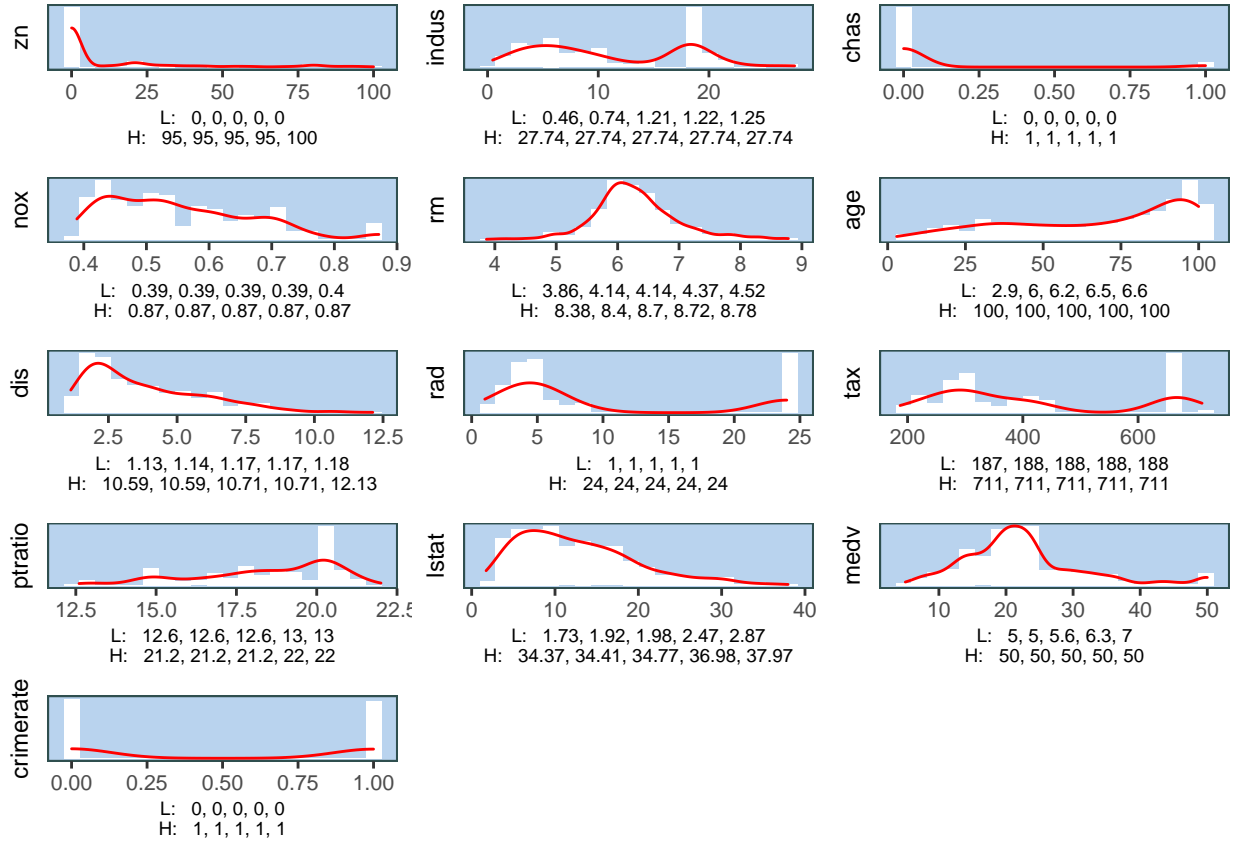 zn
0 25 50 75 100
L: 0, 0, 0, 0, 0
H: 95, 95, 95, 95, 100
indus
0 10 20
L: 0.46, 0.74, 1.21, 1.22, 1.25
H: 27.74, 27.74, 27.74, 27.74, 27.74
chas
0.00 0.25 0.50 0.75 1.00
L: 0, 0, 0, 0, 0
H: 1, 1, 1, 1, 1
nox
0.4 0.5 0.6 0.7 0.8 0.9
L: 0.39, 0.39, 0.39, 0.39, 0.4
H: 0.87, 0.87, 0.87, 0.87, 0.87
rm
4 5 6 7 8 9
L: 3.86, 4.14, 4.14, 4.37, 4.52
H: 8.38, 8.4, 8.7, 8.72, 8.78
age
0 25 50 75 100
L: 2.9, 6, 6.2, 6.5, 6.6
H: 100, 100, 100, 100, 100
dis
2.5 5.0 7.5 10.0 12.5
L: 1.13, 1.14, 1.17, 1.17, 1.18
H: 10.59, 10.59, 10.71, 10.71, 12.13
rad
0 5 10 15 20 25
L: 1, 1, 1, 1, 1
H: 24, 24, 24, 24, 24
tax
200 400 600
L: 187, 188, 188, 188, 188
H: 711, 711, 711, 711, 711
ptratio
12.5 15.0 17.5 20.0 22.5
L: 12.6, 12.6, 12.6, 13, 13
H: 21.2, 21.2, 21.2, 22, 22
lstat
0 10 20 30 40
L: 1.73, 1.92, 1.98, 2.47, 2.87
H: 34.37, 34.41, 34.77, 36.98, 37.97
medv
10 20 30 40 50
L: 5, 5, 5.6, 6.3, 7
H: 50, 50, 50, 50, 50
crimerate
0.00 0.25 0.50 0.75 1.00
L: 0, 0, 0, 0, 0
H: 1, 1, 1, 1, 1